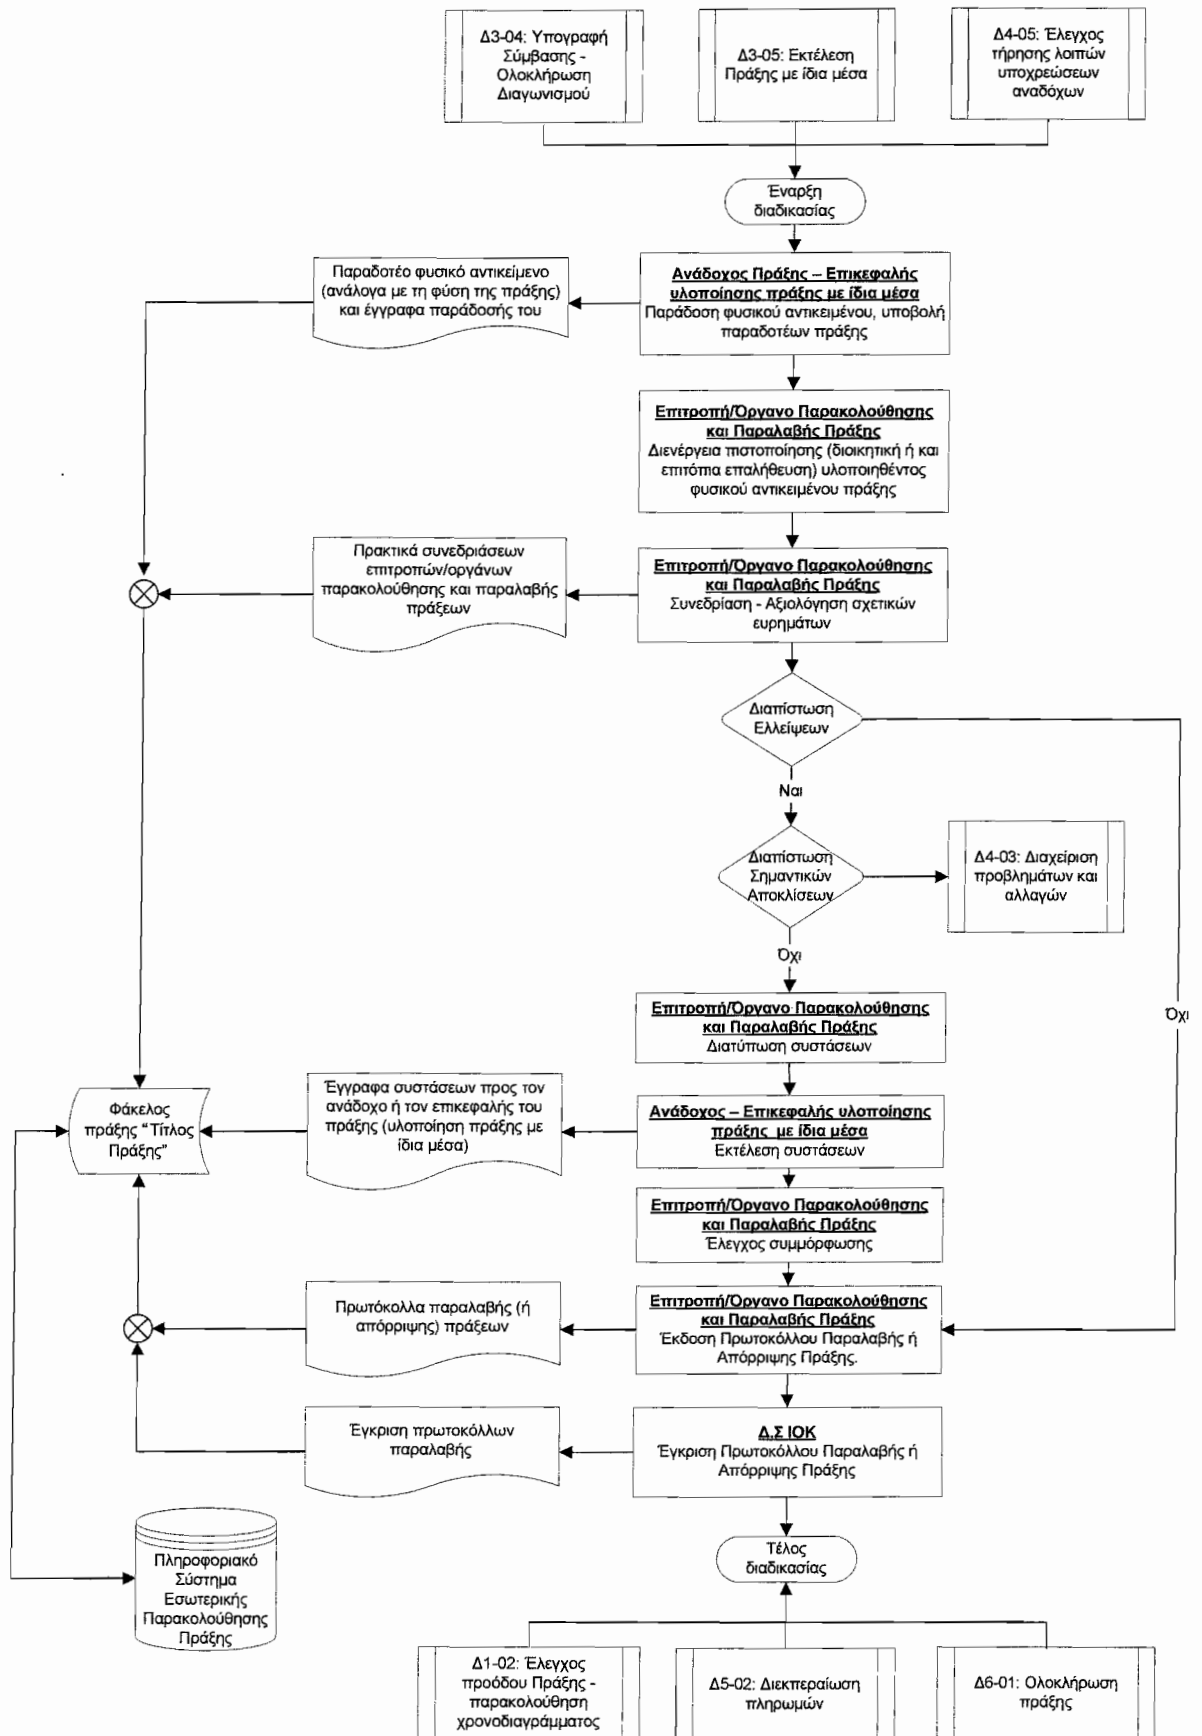 Δ3-04: Υπογραφή
Σύμβασης -
Ολοκλήρωση
Διαγωνισμού
Δ3-05: Εκτέλεση
Πράξης με ίδια μέσα
Δ4-05: Έλεγχος
τήρησης λοιπών
υποχρεώσεων
αναδόχων
Έναρξη
διαδικασίας
Παραδοτέο φυσικό αντικείμενο
(ανάλογα με τη φύση της πράξης)
και έγγραφα παράδοσής του
Ανάδοχος Πράξης – Επικεφαλής
υλοποίησης πράξης με ίδια μέσα
Παράδοση φυσικού αντικειμένου, υποβολή
παραδοτέων πράξης
Επιτροπή/Όργανο Παρακολούθησης
και Παραλαβής Πράξης
Διενέργεια πιστοποίησης (διοικητική ή και
επιτόπια επαλήθευση) υλοποιηθέντος
φυσικού αντικειμένου πράξης
Πρακτικά συνεδριάσεων
επιτροπών/οργάνων
παρακολούθησης και παραλαβής
πράξεων
Επιτροπή/Όργανο Παρακολούθησης
και Παραλαβής Πράξης
Συνεδρίαση - Αξιολόγηση σχετικών
ευρημάτων
Διαπίστωση
Ελλείψεων
Ναι
Διαπίστωση
Σημαντικών
Αποκλίσεων
Δ4-03: Διαχείριση
προβλημάτων και
αλλαγών
Όχι
Όχι
Επιτροπή/Όργανο Παρακολούθησης
και Παραλαβής Πράξης
Διατύπωση συστάσεων
Φάκελος
πράξης “Τίτλος
Πράξης”
Έγγραφα συστάσεων προς τον
ανάδοχο ή τον επικεφαλής του
πράξης (υλοποίηση πράξης με
ίδια μέσα)
Ανάδοχος – Επικεφαλής υλοποίησης
πράξης με ίδια μέσα
Εκτέλεση συστάσεων
Επιτροπή/Όργανο Παρακολούθησης
και Παραλαβής Πράξης
Έλεγχος συμμόρφωσης
Πρωτόκολλα παραλαβής (ή
απόρριψης) πράξεων
Επιτροπή/Όργανο Παρακολούθησης
και Παραλαβής Πράξης
Έκδοση Πρωτοκόλλου Παραλαβής ή
Απόρριψης Πράξης.
Έγκριση πρωτοκόλλων
παραλαβής
Δ.Σ ΙΟΚ
Έγκριση Πρωτοκόλλου Παραλαβής ή
Απόρριψης Πράξης
Τέλος
διαδικασίας
Πληροφοριακό
Σύστημα
Εσωτερικής
Παρακολούθησης
Πράξης
Δ1-02: Έλεγχος
προόδου Πράξης -
παρακολούθηση
χρονοδιαγράμματος
Δ5-02: Διεκπεραίωση
πληρωμών
Δ6-01: Ολοκλήρωση
πράξης